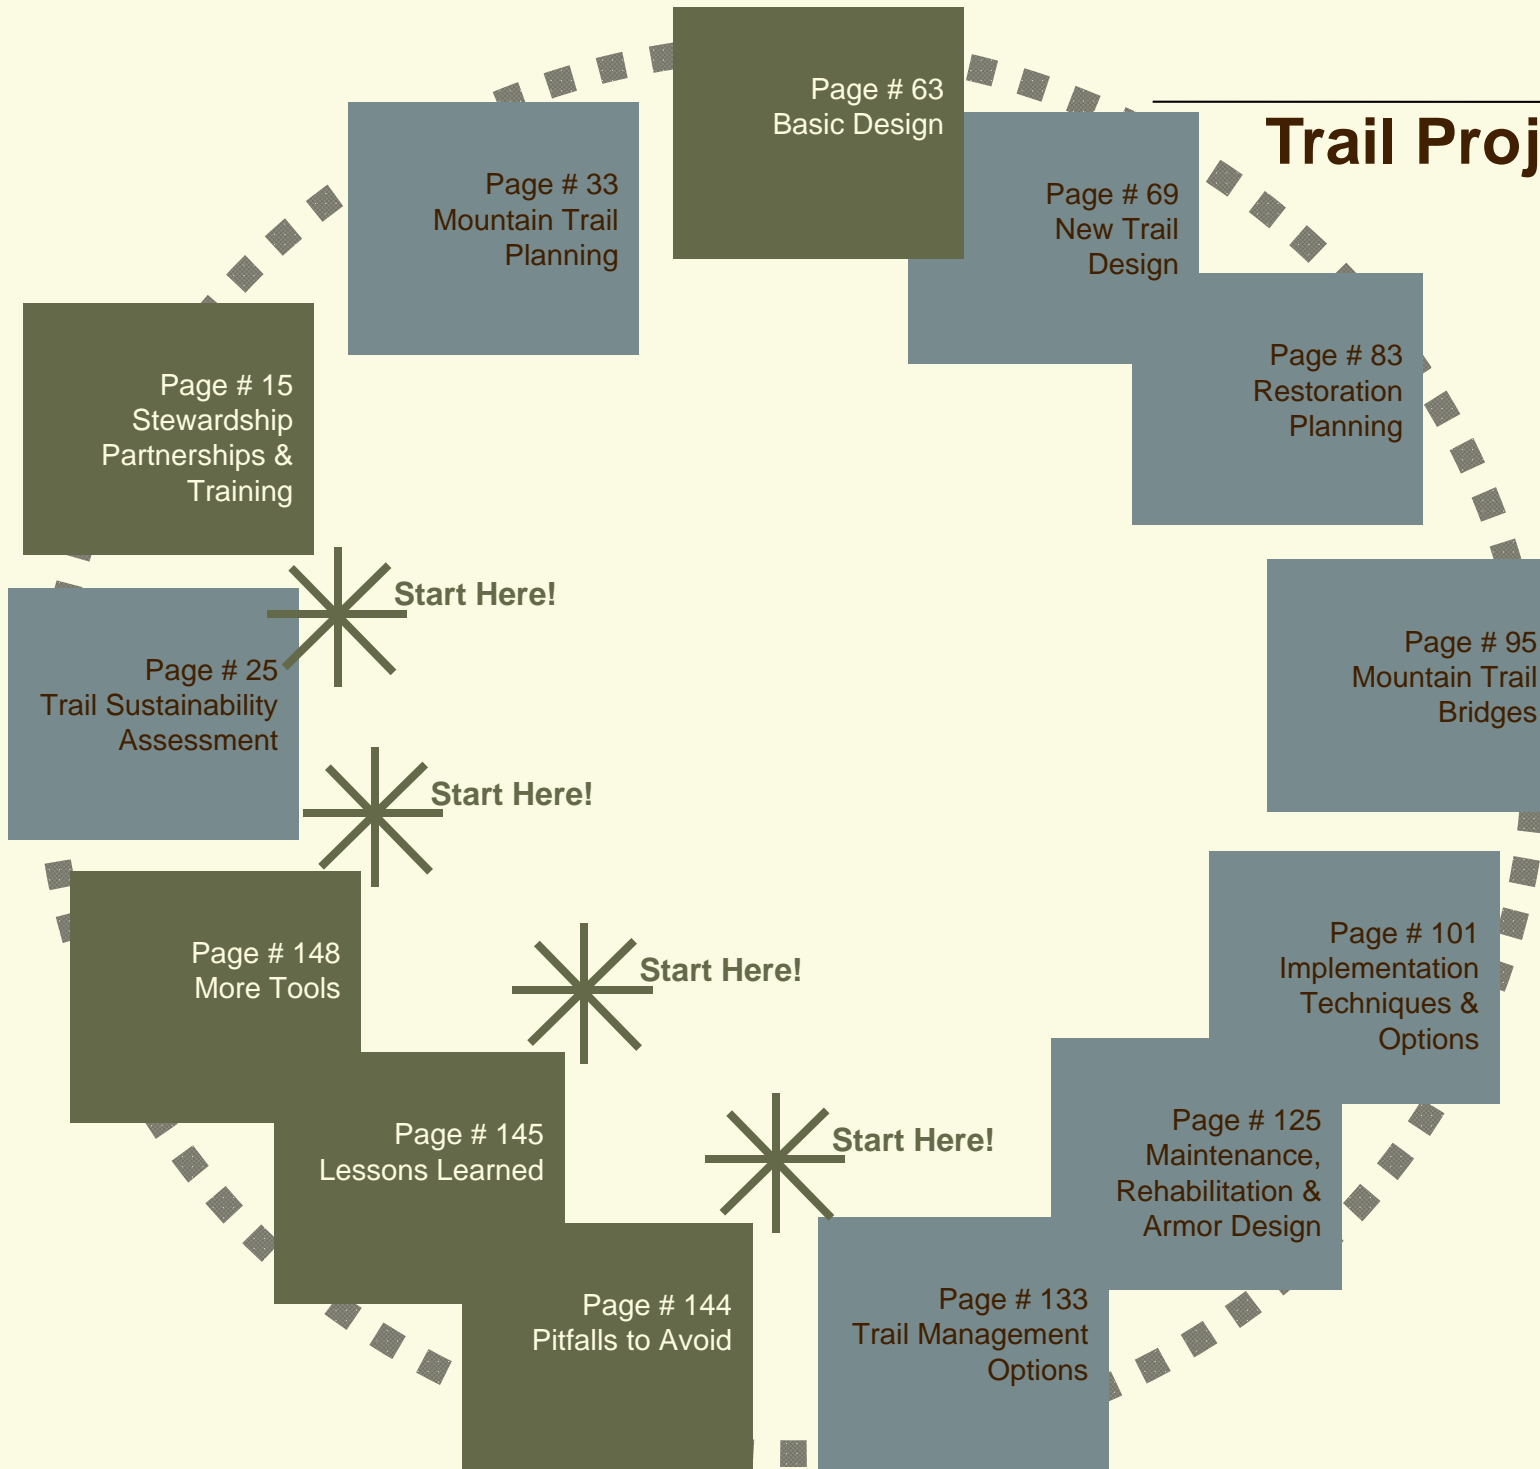 Trail Proj
Page # 63
Basic Design
Page # 33
Mountain Trail
Planning
Page # 69
New Trail
Design
Page # 83
Restoration
Planning
Page # 15
Stewardship
Partnerships &
Training
Start Here!
Page # 25
Trail Sustainability
Assessment
Page # 95
Mountain Trail
Bridges
Start Here!
Page # 148
More Tools
Start Here!
Page # 101
Implementation
Techniques &
Options
Page # 145
Lessons Learned
Start Here!
Page # 125
Maintenance,
Rehabilitation &
Armor Design
Page # 144
Pitfalls to Avoid
Page # 133
Trail Management
Options